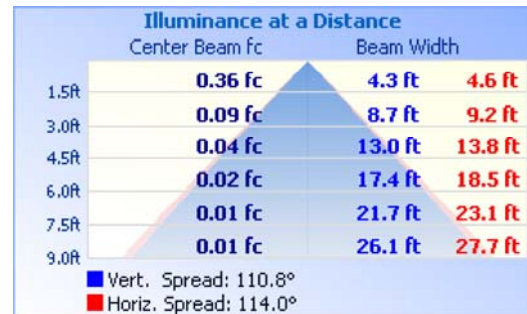 Illuminance at a Distance
Center Beam fc Beam Width
1.5ft 0.36 fc 4.3 ft 4.6 ft
3.0ft 0.09 fc 8.7 ft 9.2 ft
4.5ft 0.04 fc 13.0 ft 13.8 ft
6.0ft 0.02 fc 17.4 ft 18.5 ft
7.5ft 0.01 fc 21.7 ft 23.1 ft
9.0ft 0.01 fc 26.1 ft 27.7 ft
Vert. Spread: 110.8°
Horiz. Spread: 114.0°